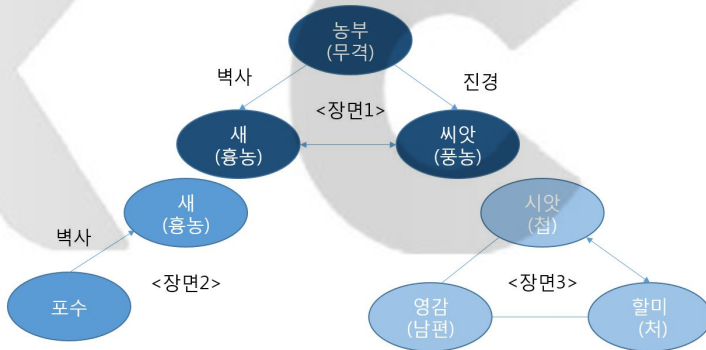 농부
(무격)
벽사
진경
<장면1>
새
(흉농)
씨앗
(풍농)
새
(흉농)
시앗
(첩)
벽사
<장면2>
<장면3>
포수
영감
(남편)
할미
(처)